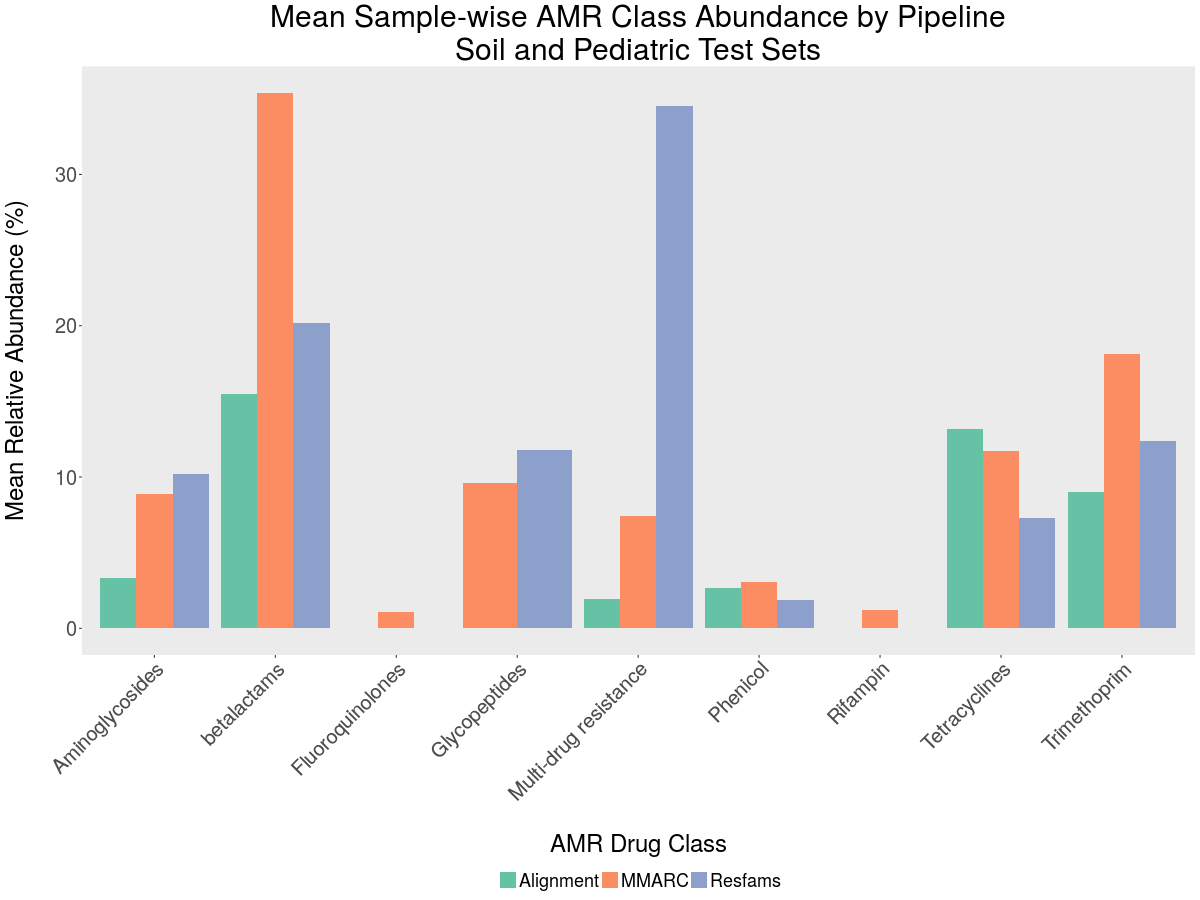 Mean Sample-wise AMR Class Abundance by Pipeline
Soil and Pediatric Test Sets
Mean Relative Abundance (%)
30
20
10
0
Aminoglycosides
betalactams
Fluoroquinolones
Glycopeptides
Multi-drug resistance
Phenicol
Rifampin
Tetracyclines
Trimethoprim
AMR Drug Class
Alignment MMARC Resfams